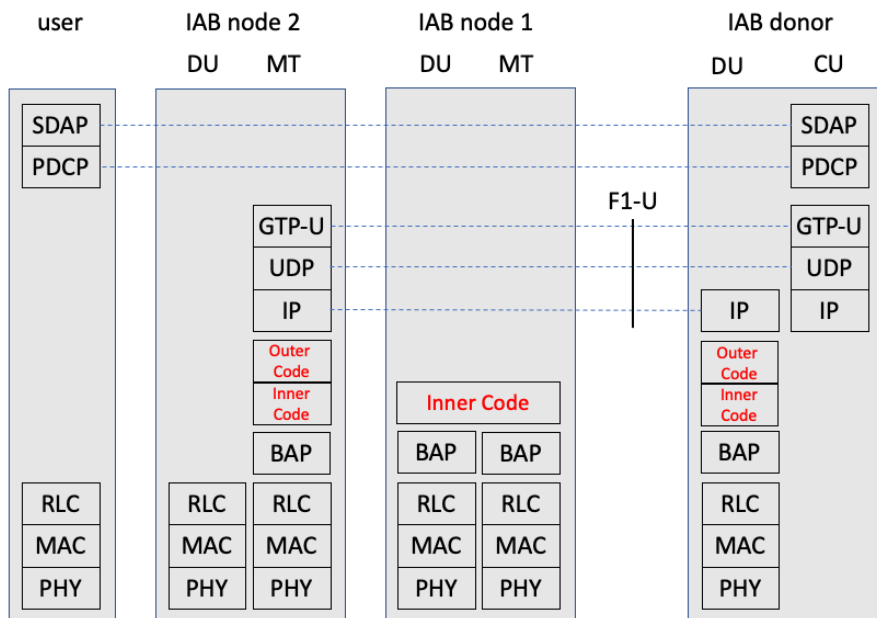 user IAB node 2 IAB node 1 IAB donor
DU MT DU MT DU CU
SDAP SDAP
PDCP PDCP
F1-U
GTP-U GTP-U
UDP UDP
IP IP IP
Outer Outer
Code Code
Inner Inner Code Inner
Code Code
BAP BAP BAP BAP
RLC RLC RLC RLC RLC RLC
MAC MAC MAC MAC MAC MAC
PHY PHY PHY PHY PHY PHY